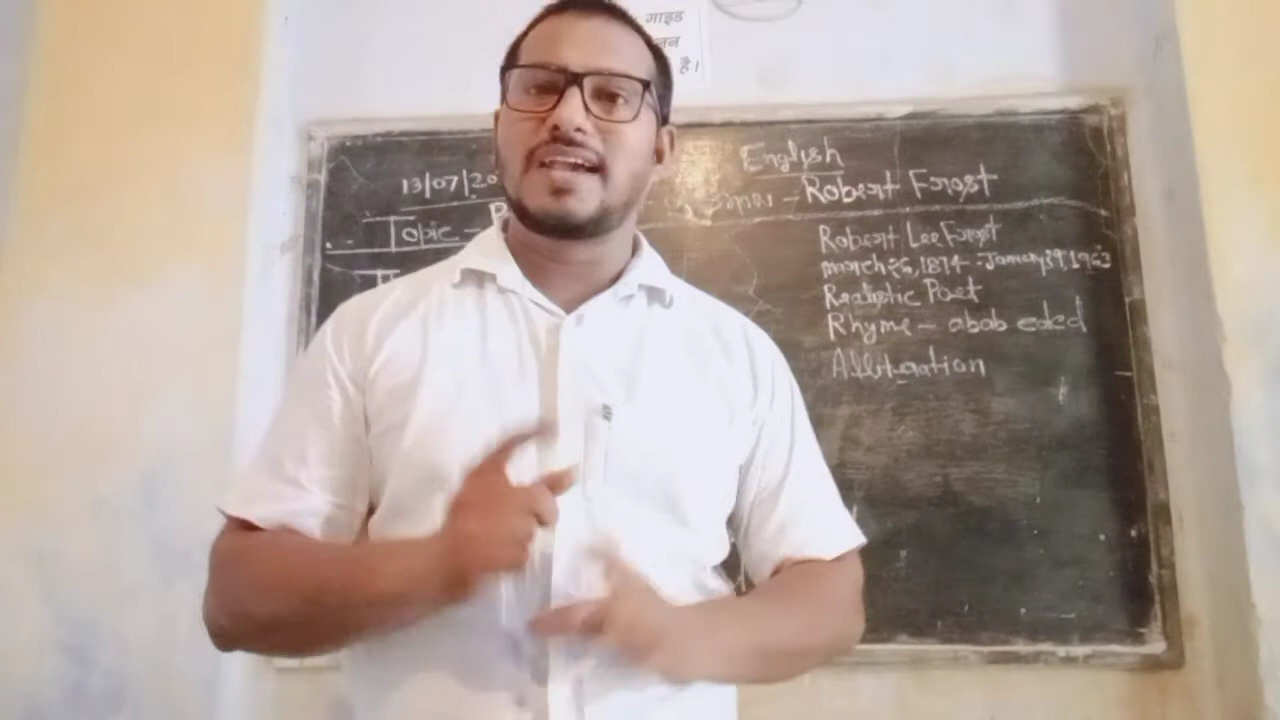 गाइड
है।
English
13/07/20
Robert Frost
Topic -
Robert Lee Frost
march 26, 1874 - January 29, 1963
Realistic Poet
Rhyme - abab cdcd
Alliteration